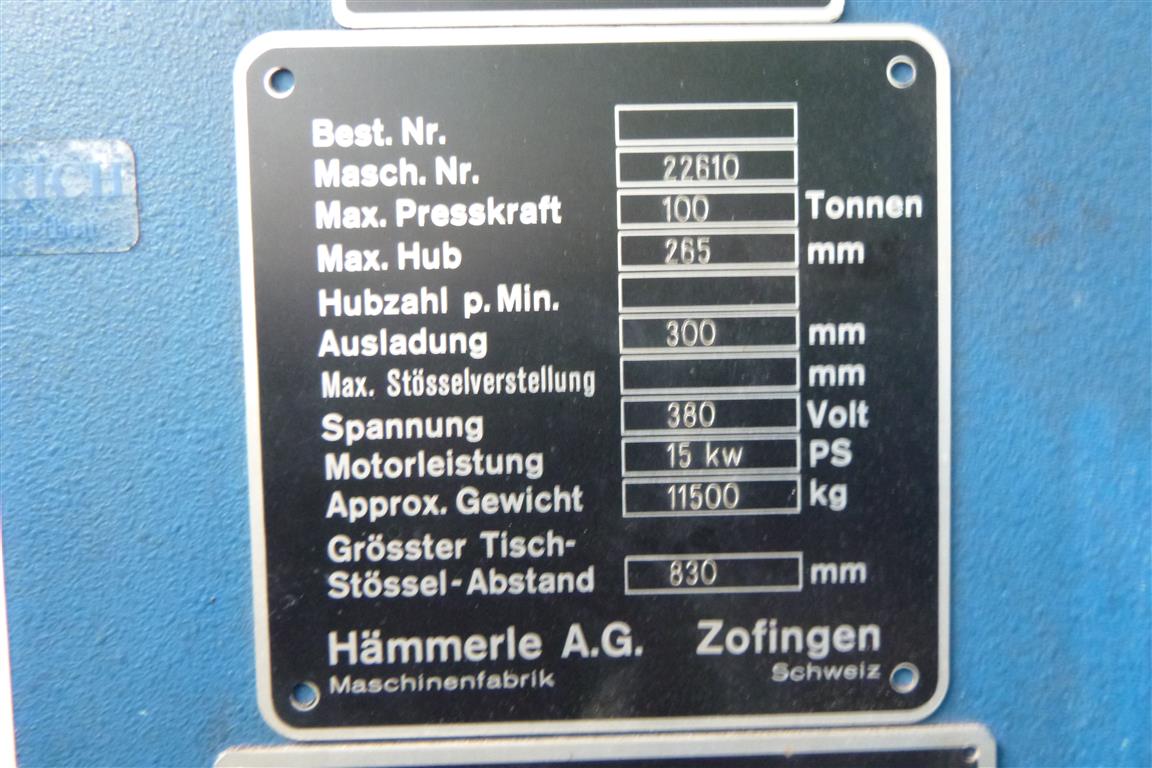 Best. Nr.
Masch. Nr. 22610
Max. Presskraft 100 Tonnen
Max. Hub 265 mm
Hubzahl p. Min.
Ausladung 300 mm
Max. Stösselverstellung mm
Spannung 380 Volt
Motorleistung 15 kw PS
Approx. Gewicht 11500 kg
Grösster Tisch-
Stössel-Abstand 830 mm
Hämmerle A.G. Zofingen
Maschinenfabrik Schweiz